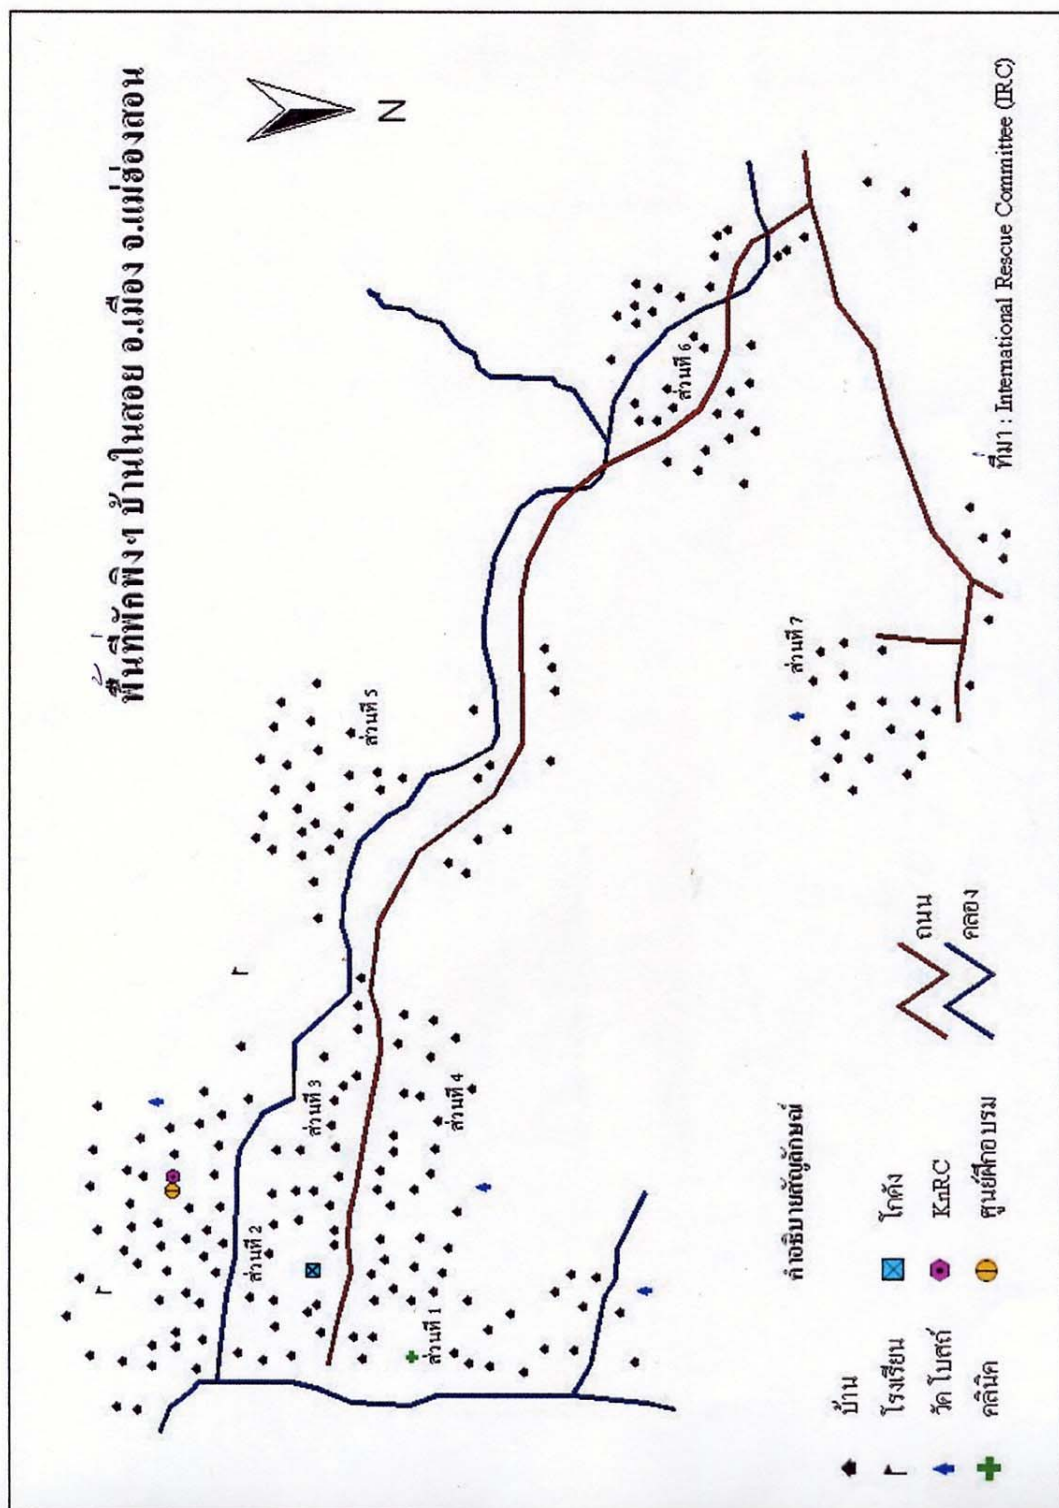 พื้นที่พักพิงฯ บ้านในสอย อ.เมือง จ.แม่ฮ่องสอน
N
ส่วนที่ 5
ส่วนที่ 3
ส่วนที่ 2
ส่วนที่ 4
ส่วนที่ 1
ส่วนที่ 6
ส่วนที่ 7
คำอธิบายสัญลักษณ์
บ้าน
โรงเรียน
โกดัง
วัด โบสถ์
KnRC
คลินิค
ศูนย์ฝึกอบรม
ถนน
คลอง
ที่มา : International Rescue Committee (IRC)